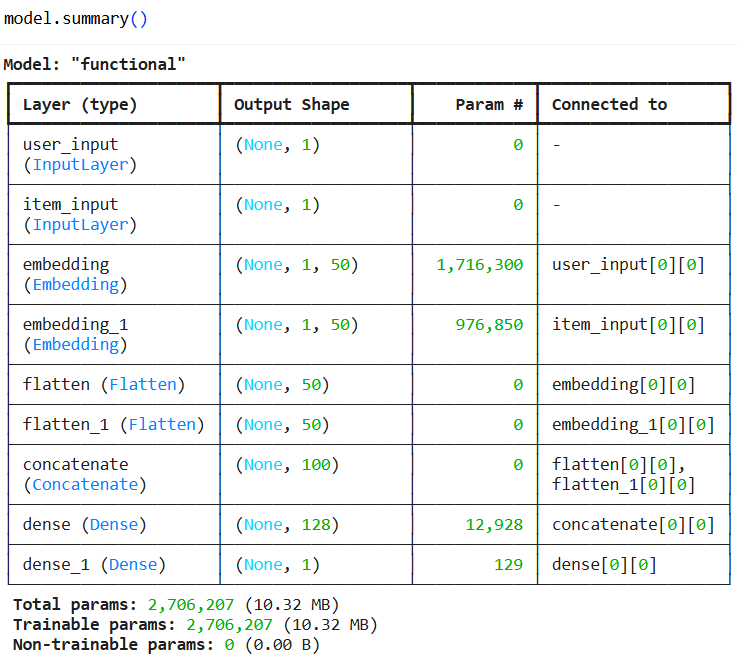 model.summary()
Model: "functional"
Layer (type) Output Shape Param # Connected to
user_input (None, 1) 0 -
(InputLayer)
item_input (None, 1) 0 -
(InputLayer)
embedding (None, 1, 50) 1,716,300 user_input[0][0]
(Embedding)
embedding_1 (None, 1, 50) 976,850 item_input[0][0]
(Embedding)
flatten (Flatten) (None, 50) 0 embedding[0][0]
flatten_1 (Flatten) (None, 50) 0 embedding_1[0][0]
concatenate (None, 100) 0 flatten[0][0],
(Concatenate) flatten_1[0][0]
dense (Dense) (None, 128) 12,928 concatenate[0][0]
dense_1 (Dense) (None, 1) 129 dense[0][0]
Total params: 2,706,207 (10.32 MB)
Trainable params: 2,706,207 (10.32 MB)
Non-trainable params: 0 (0.00 B)